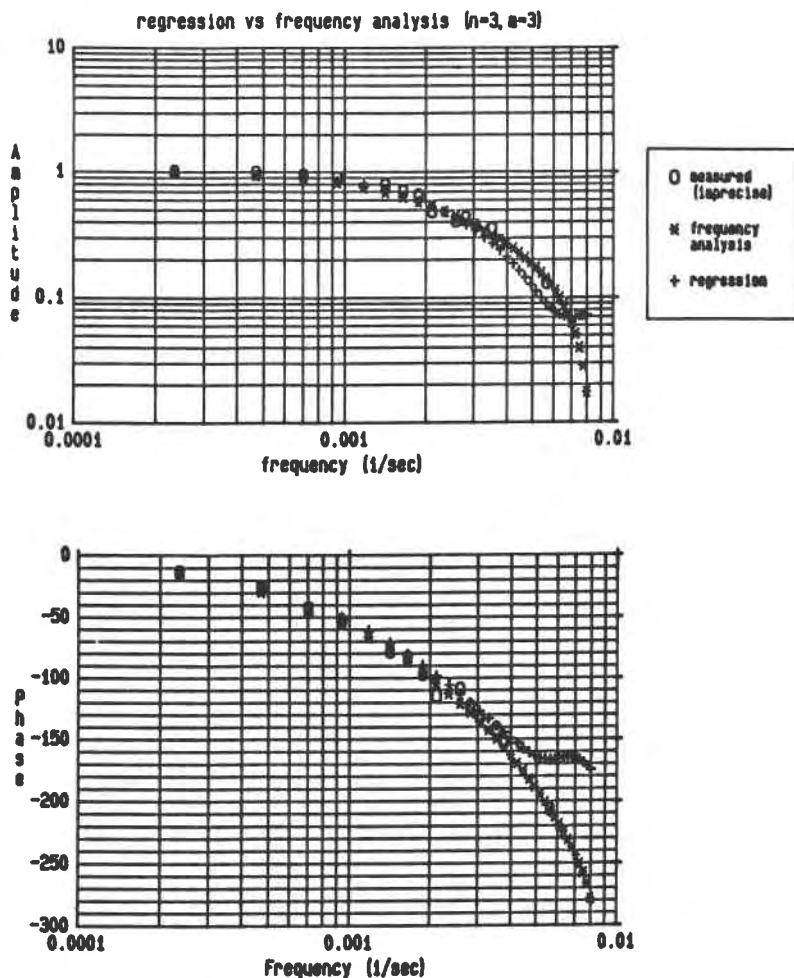 regression vs frequency analysis (n=3, m=3)
10
1
0.1
0.01
Amplitude
0.0001
0.001
0.01
frequency (1/sec)
O measured
(imprecise)
* frequency
analysis
+ regression
0
-50
-100
-150
-200
-250
-300
phase
0.0001
0.001
0.01
Frequency (1/sec)